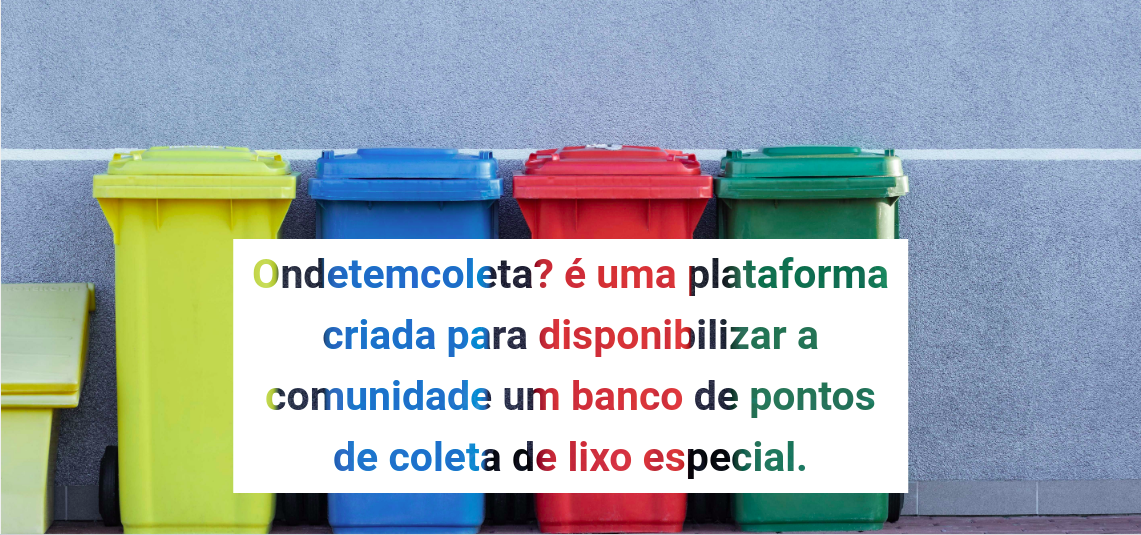 Ondetemcoleta? é uma plataforma
criada para disponibilizar a
comunidade um banco de pontos
de coleta de lixo especial.